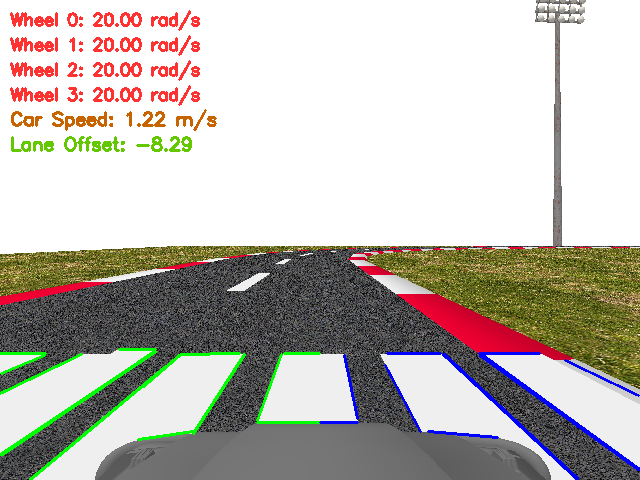 Wheel 0: 20.00 rad/s
Wheel 1: 20.00 rad/s
Wheel 2: 20.00 rad/s
Wheel 3: 20.00 rad/s
Car Speed: 1.22 m/s
Lane Offset: -8.29